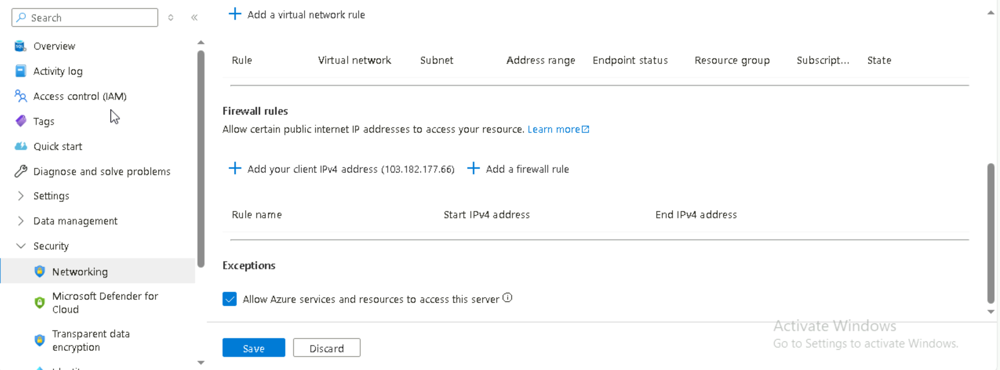 Search
Overview
Activity log
Access control (IAM)
Tags
Quick start
Diagnose and solve problems
Settings
Data management
Security
Networking
Microsoft Defender for
Cloud
Transparent data
encryption
Add a virtual network rule
Rule Virtual network Subnet Address range Endpoint status Resource group Subscript... State
Firewall rules
Allow certain public internet IP addresses to access your resource. Learn more
Add your client IPv4 address (103.182.177.66) Add a firewall rule
Rule name Start IPv4 address End IPv4 address
Exceptions
Allow Azure services and resources to access this server
Save Discard
Activate Windows
Go to Settings to activate Windows.